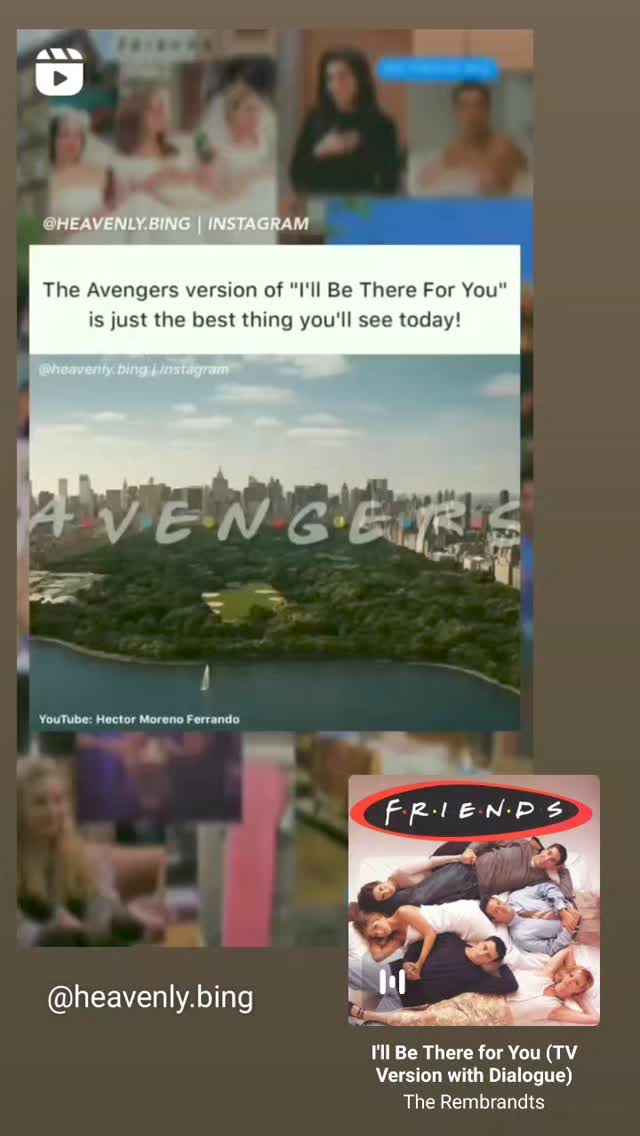 FRIENDS
@HEAVENLY.BING | INSTAGRAM
The Avengers version of "I'll Be There For You"
is just the best thing you'll see today!
@heavenly.bing | Instagram
A·V·E·N·G·E·R·S
YouTube: Hector Moreno Ferrando
F·R·I·E·N·D·S
@heavenly.bing
I'll Be There for You (TV
Version with Dialogue)
The Rembrandts